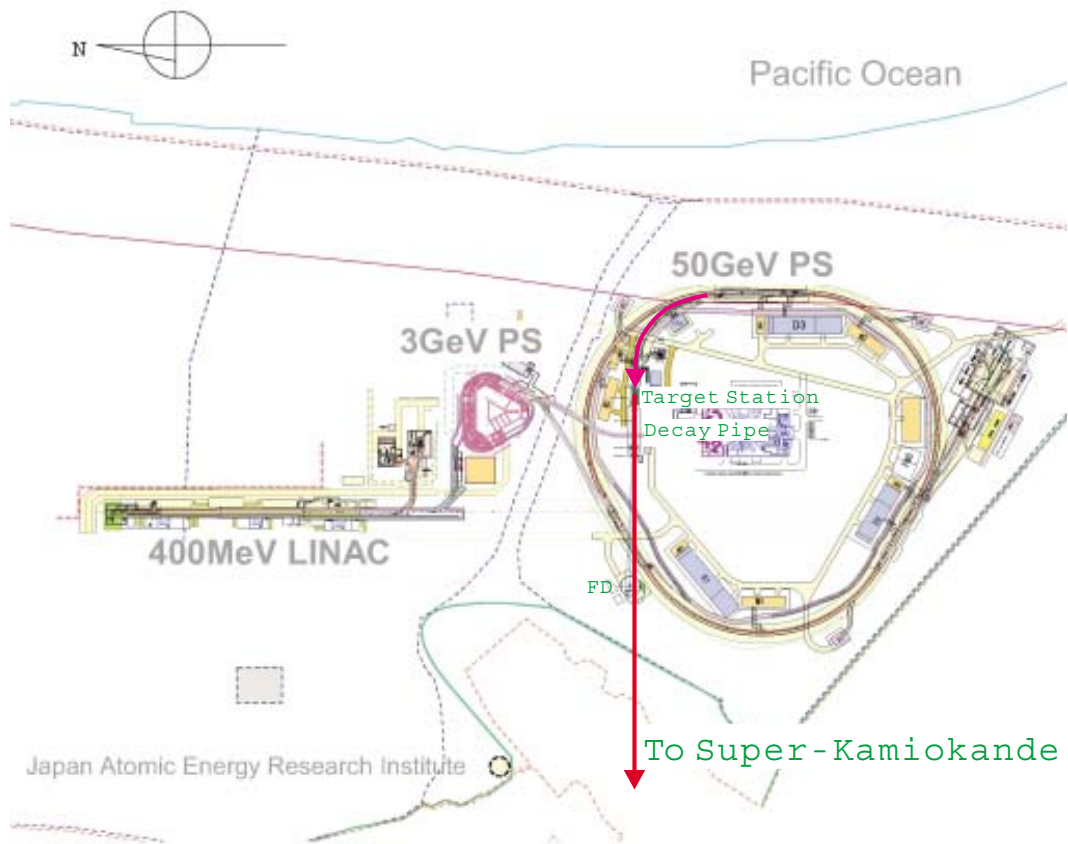 N
Pacific Ocean
50GeV PS
3GeV PS
D3
Target Station
Decay Pipe
400MeV LINAC
FD
To Super-Kamiokande
Japan Atomic Energy Research Institute